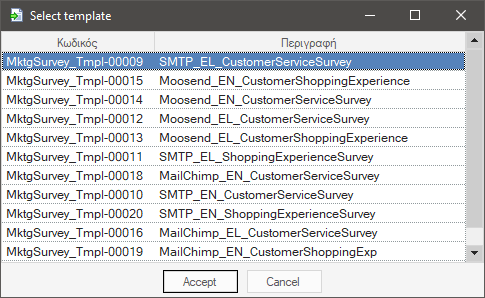 Select template
Κωδικός Περιγραφή
MktgSurvey_Tmpl-00009 SMTP_EL_CustomerServiceSurvey
MktgSurvey_Tmpl-00015 Moosend_EN_CustomerShoppingExperience
MktgSurvey_Tmpl-00014 Moosend_EN_CustomerServiceSurvey
MktgSurvey_Tmpl-00012 Moosend_EL_CustomerServiceSurvey
MktgSurvey_Tmpl-00013 Moosend_EL_CustomerShoppingExperience
MktgSurvey_Tmpl-00011 SMTP_EL_ShoppingExperienceSurvey
MktgSurvey_Tmpl-00018 MailChimp_EN_CustomerServiceSurvey
MktgSurvey_Tmpl-00010 SMTP_EN_CustomerServiceSurvey
MktgSurvey_Tmpl-00020 SMTP_EN_ShoppingExperienceSurvey
MktgSurvey_Tmpl-00016 MailChimp_EL_CustomerServiceSurvey
MktgSurvey_Tmpl-00019 MailChimp_EN_CustomerShoppingExp
Accept Cancel